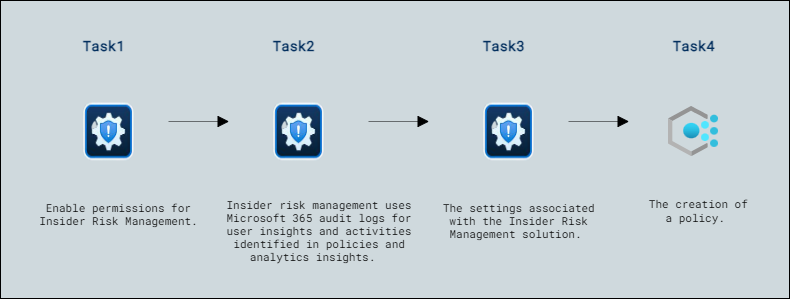 Task1
Task2
Task3
Task4
Enable permissions for
Insider Risk Management.
Insider risk management uses
Microsoft 365 audit logs for
user insights and activities
identified in policies and
analytics insights.
The settings associated
with the Insider Risk
Management solution.
The creation of
a policy.